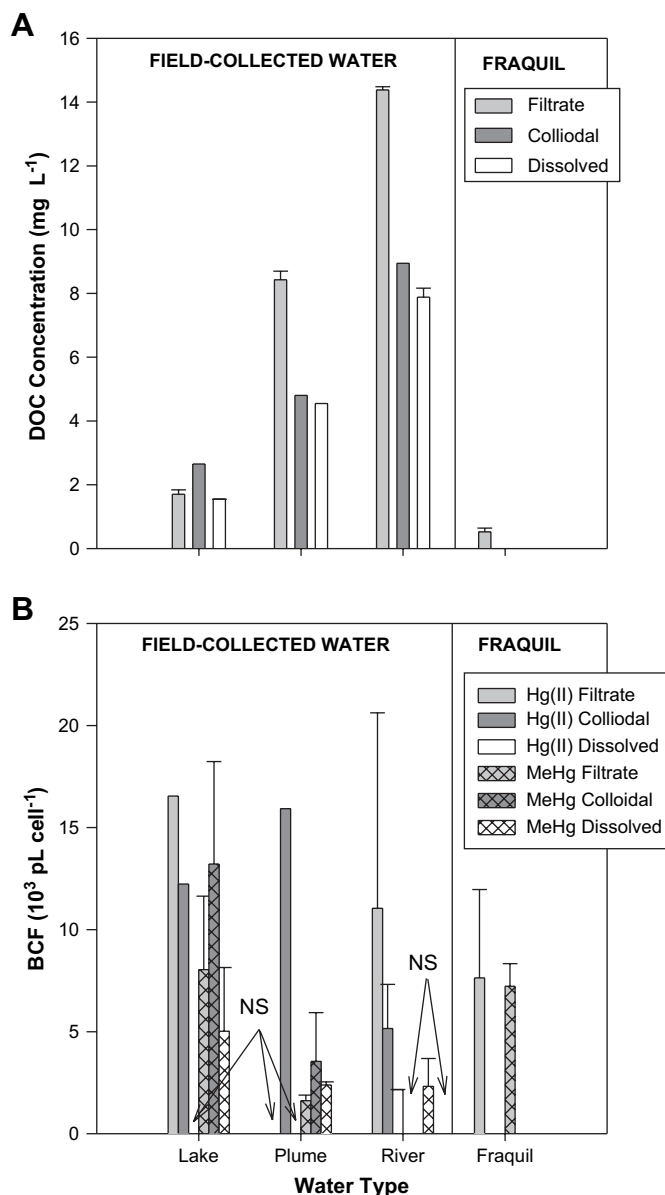 A
FIELD-COLLECTED WATER
FRAQUIL
Filtrate
Colliodal
Dissolved
DOC Concentration (mg L-1)
16
14
12
10
8
6
4
2
0
B
FIELD-COLLECTED WATER
FRAQUIL
Hg(II) Filtrate
Hg(II) Colliodal
Hg(II) Dissolved
MeHg Filtrate
MeHg Colloidal
MeHg Dissolved
BCF (10³ pL cell⁻¹)
25
20
15
10
5
0
NS
NS
Lake Plume River Fraquil
Water Type